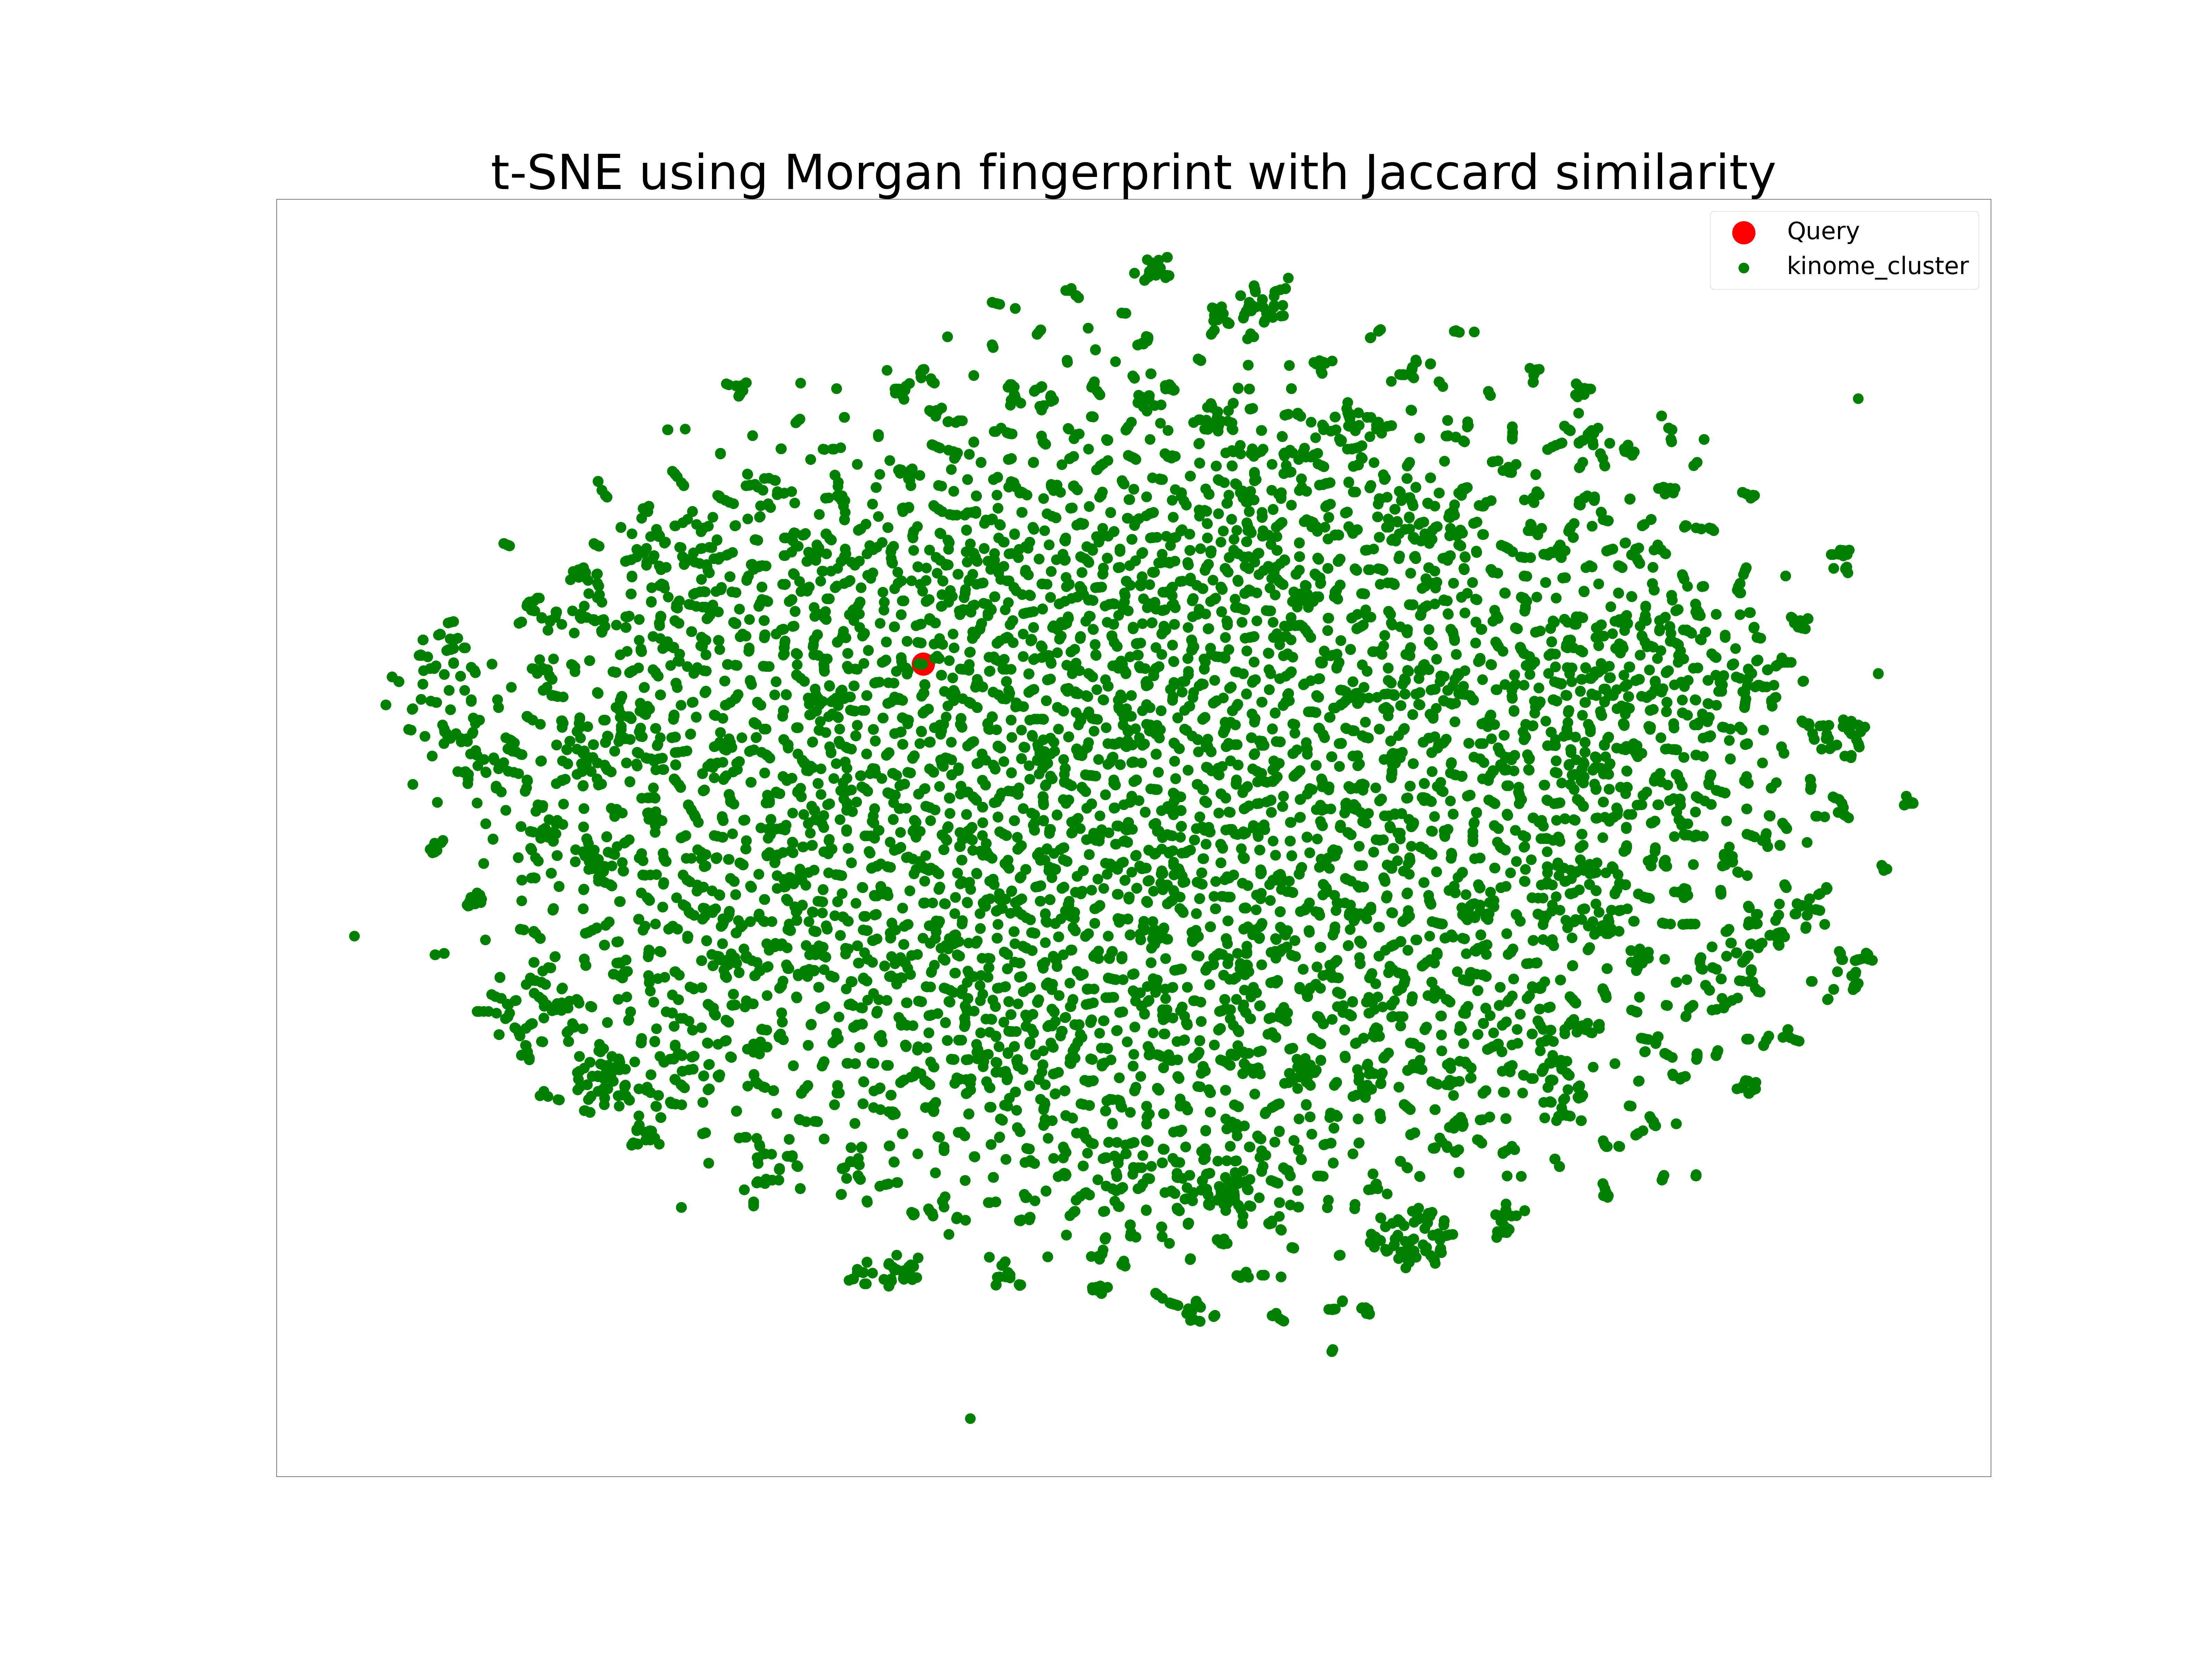 t-SNE using Morgan fingerprint with Jaccard similarity
Query
kinome_cluster